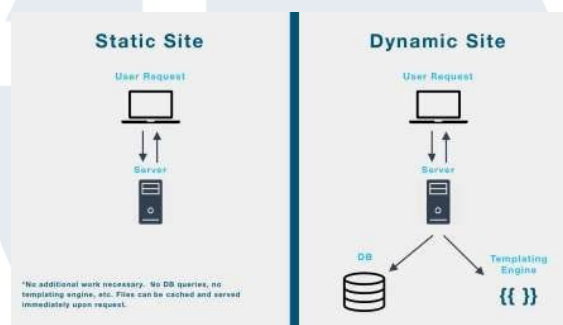 Static Site
User Request
Server
*No additional work necessary. No DB queries, no
templating engine, etc. Files can be cached and served
immediately upon request.
Dynamic Site
User Request
Server
DB
Templating
Engine
{{ }}